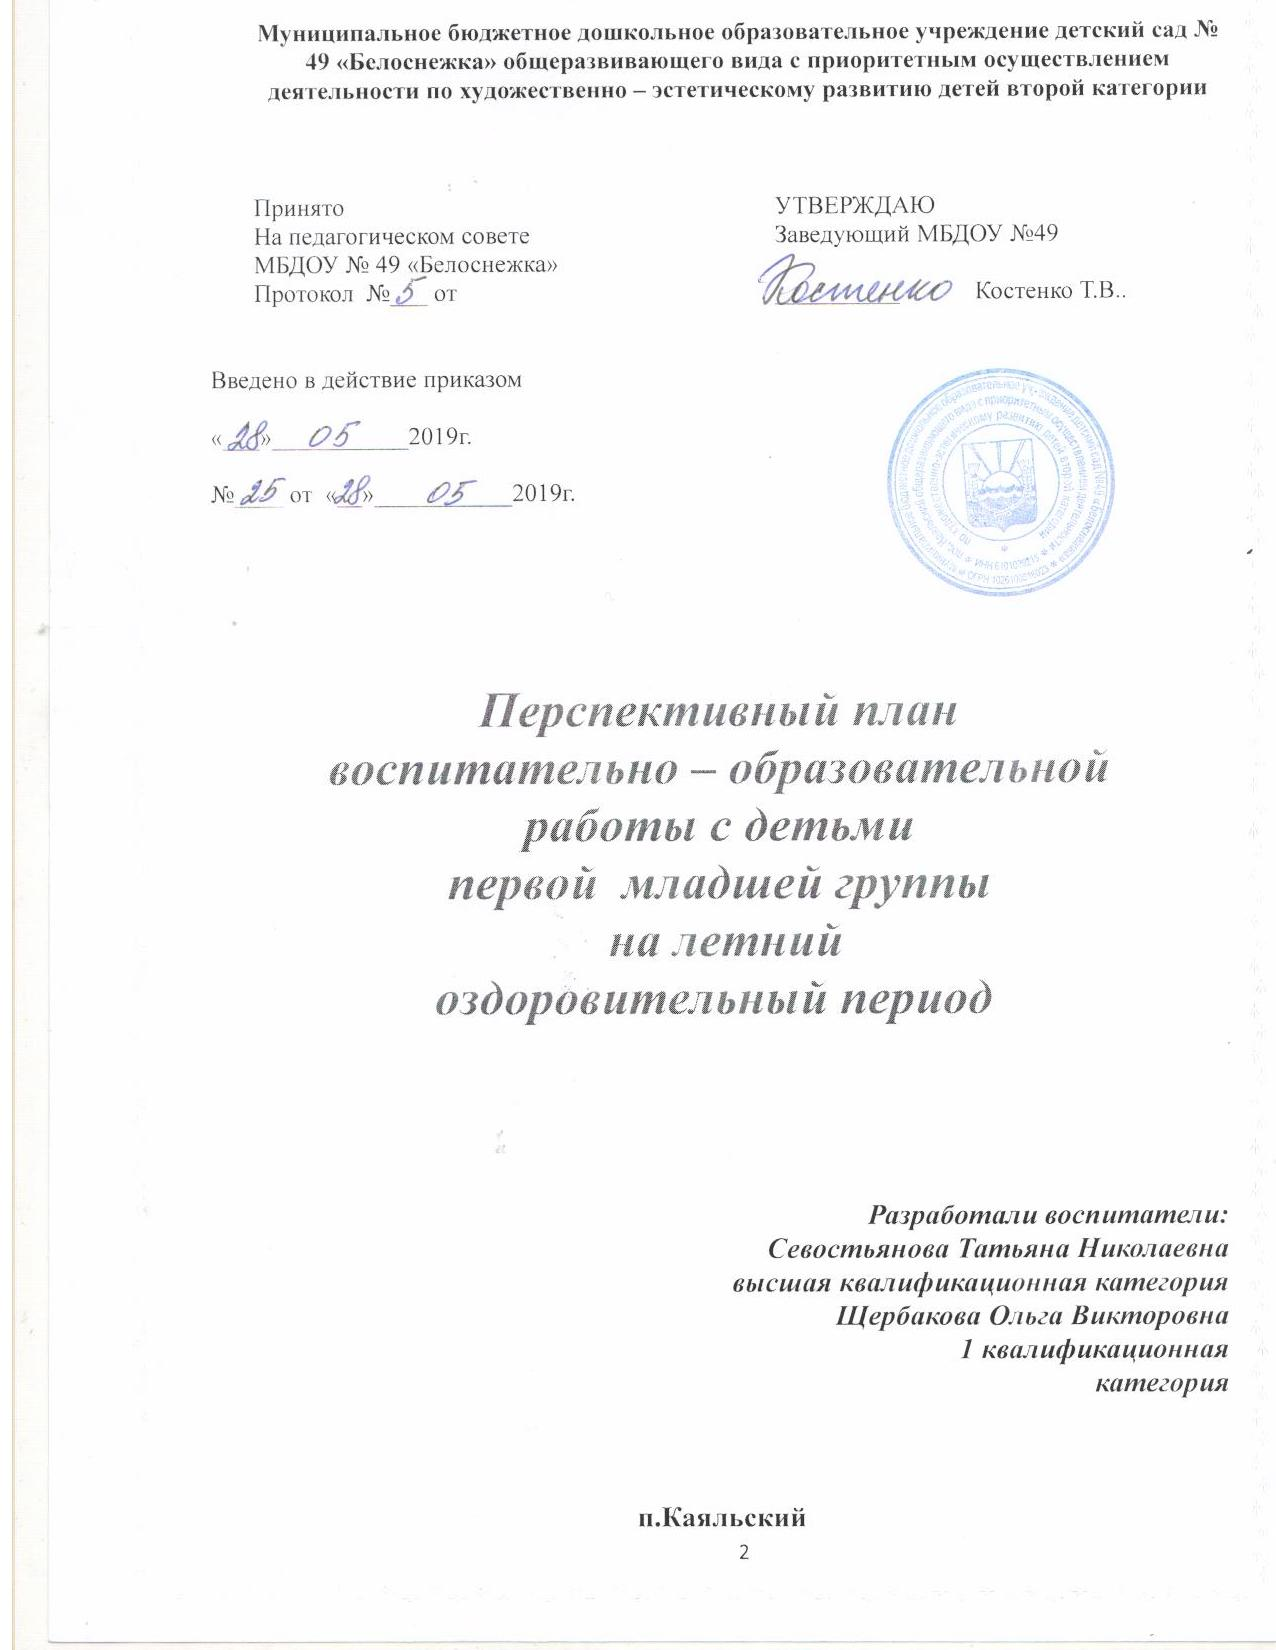 Муниципальное бюджетное дошкольное образовательное учреждение детский сад №
49 «Белоснежка» общеразвивающего вида с приоритетным осуществлением
деятельности по художественно – эстетическому развитию детей второй категории
Принято
На педагогическом совете
МБДОУ № 49 «Белоснежка»
Протокол № 5 от
УТВЕРЖДАЮ
Заведующий МБДОУ №49
Костенко Костенко Т.В..
Введено в действие приказом
«28» 05 2019г.
№ 25 от «28» 05 2019г.
Перспективный план
воспитательно – образовательной
работы с детьми
первой младшей группы
на летний
оздоровительный период
Разработали воспитатели:
Севостьянова Татьяна Николаевна
высшая квалификационная категория
Щербакова Ольга Викторовна
1 квалификационная
категория
п.Каяльский
2